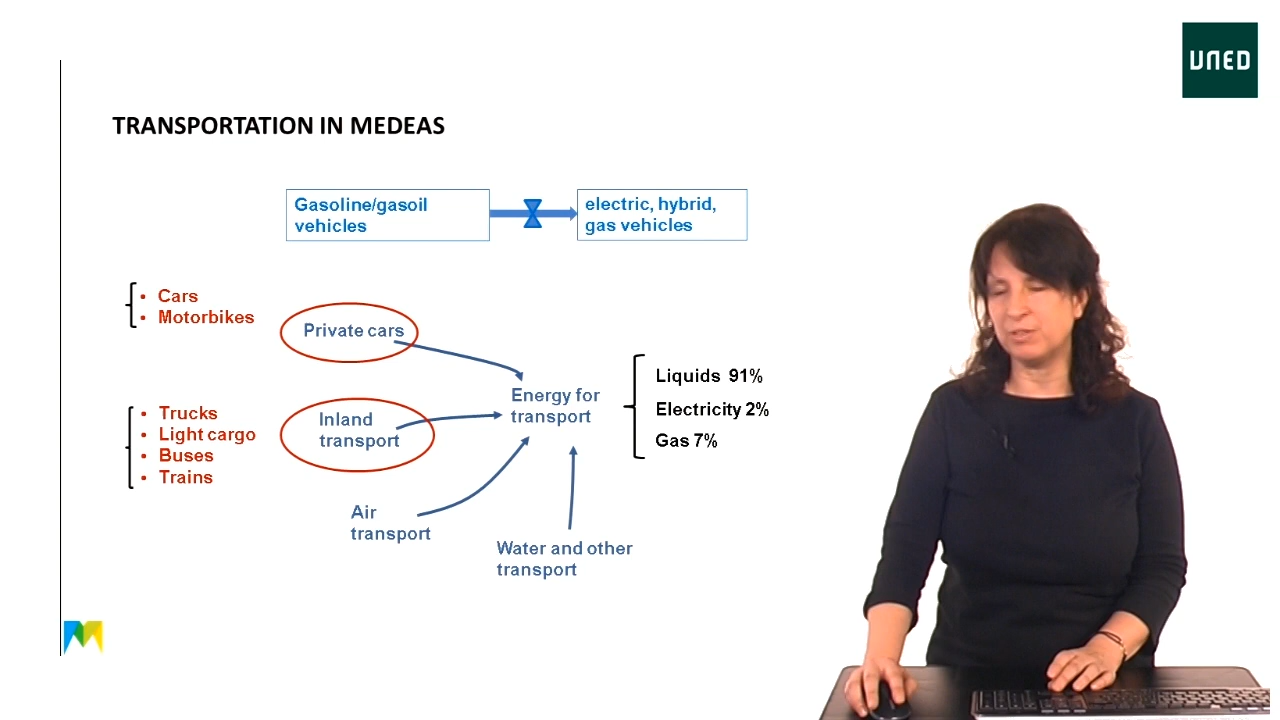 UNED
TRANSPORTATION IN MEDEAS
Gasoline/gasoil
vehicles
electric, hybrid,
gas vehicles
• Cars
• Motorbikes
Private cars
Energy for
transport
Liquids 91%
Electricity 2%
Gas 7%
• Trucks
• Light cargo
• Buses
• Trains
Inland
transport
Air
transport
Water and other
transport